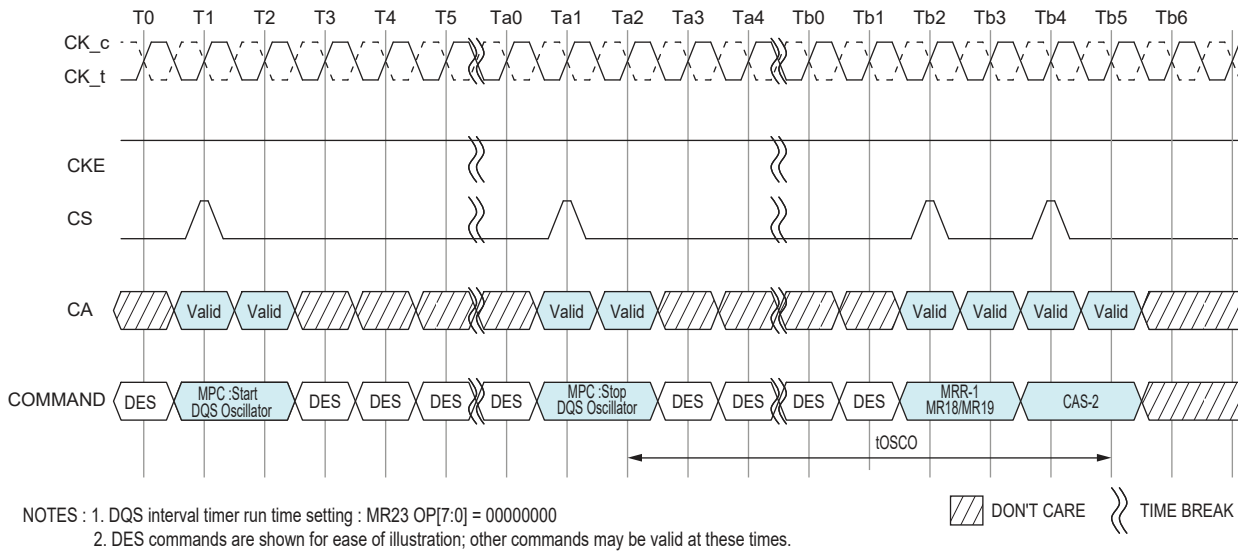 T0 T1 T2 T3 T4 T5 Ta0 Ta1 Ta2 Ta3 Ta4 Tb0 Tb1 Tb2 Tb3 Tb4 Tb5 Tb6
CK_c
CK_t
CKE
CS
CA Valid Valid Valid Valid Valid Valid Valid Valid
COMMAND DES MPC :Start DQS Oscillator DES DES DES DES MPC :Stop DQS Oscillator DES DES DES DES MRR-1 MR18/MR19 CAS-2
tOSCO
DON'T CARE TIME BREAK
NOTES : 1. DQS interval timer run time setting : MR23 OP[7:0] = 00000000
2. DES commands are shown for ease of illustration; other commands may be valid at these times.